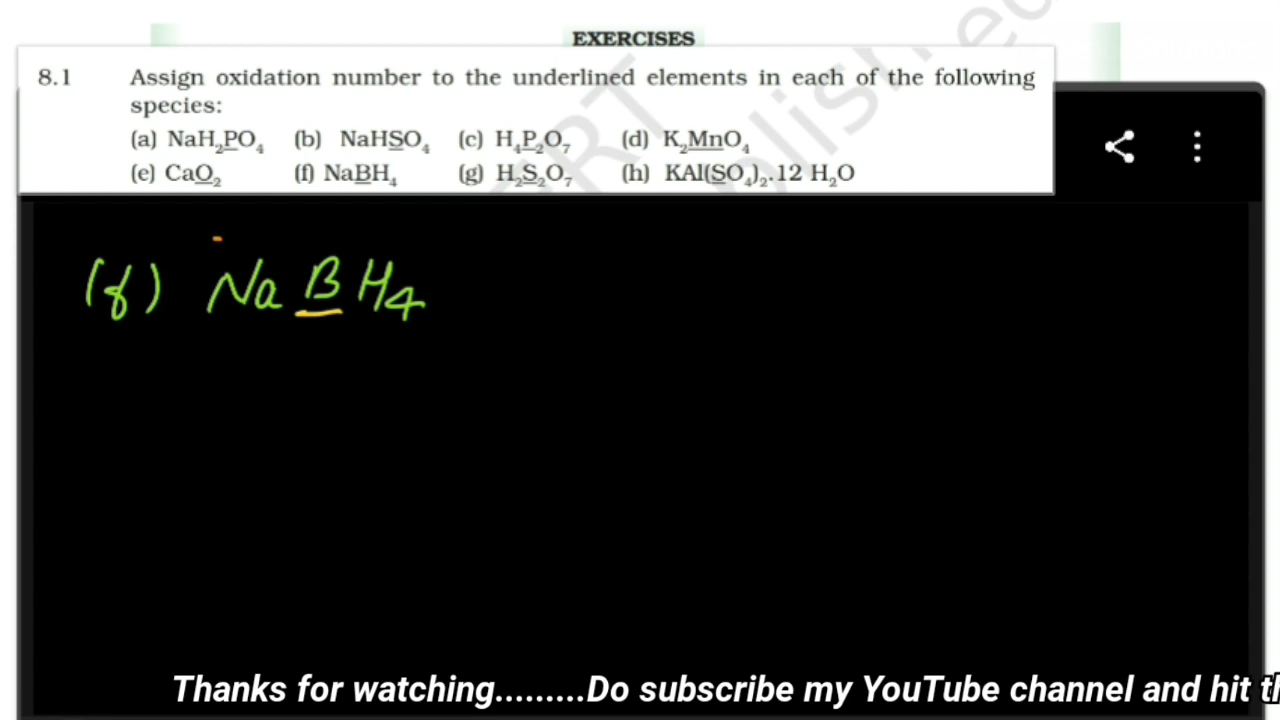 EXERCISES
8.1 Assign oxidation number to the underlined elements in each of the following
species:
(a) NaH₂PO₄ (b) NaHSO₄ (c) H₄P₂O₇ (d) K₂MnO₄
(e) CaO₂ (f) NaBH₄ (g) H₂S₂O₇ (h) KAl(SO₄)₂.12 H₂O
(f) NaBH₄
Thanks for watching.........Do subscribe my YouTube channel and hit